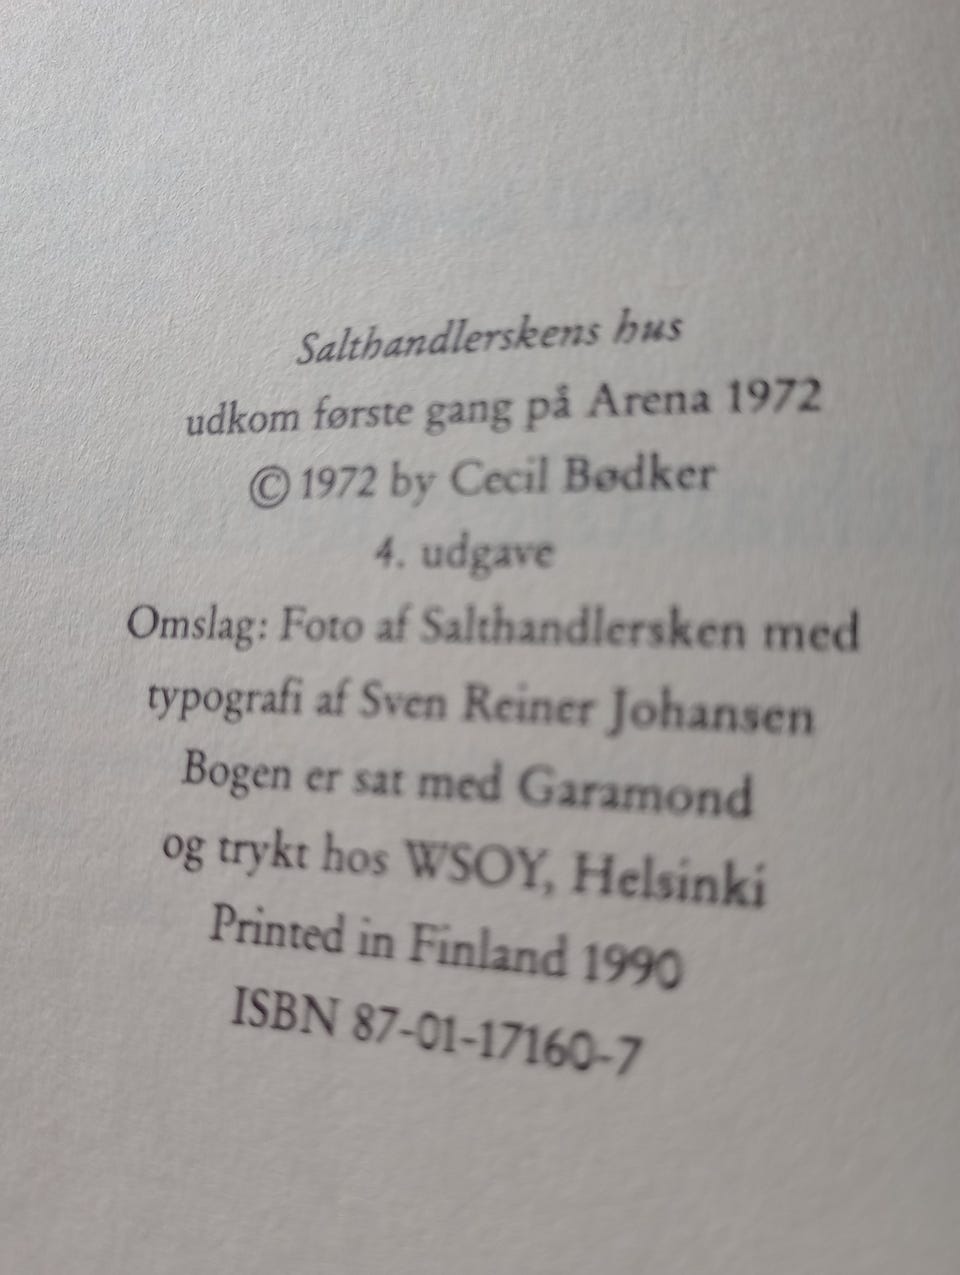 Salthandlerskens hus
udkom første gang på Arena 1972
© 1972 by Cecil Bødker
4. udgave
Omslag: Foto af Salthandlersken med
typografi af Sven Reiner Johansen
Bogen er sat med Garamond
og trykt hos WSOY, Helsinki
Printed in Finland 1990
ISBN 87-01-17160-7